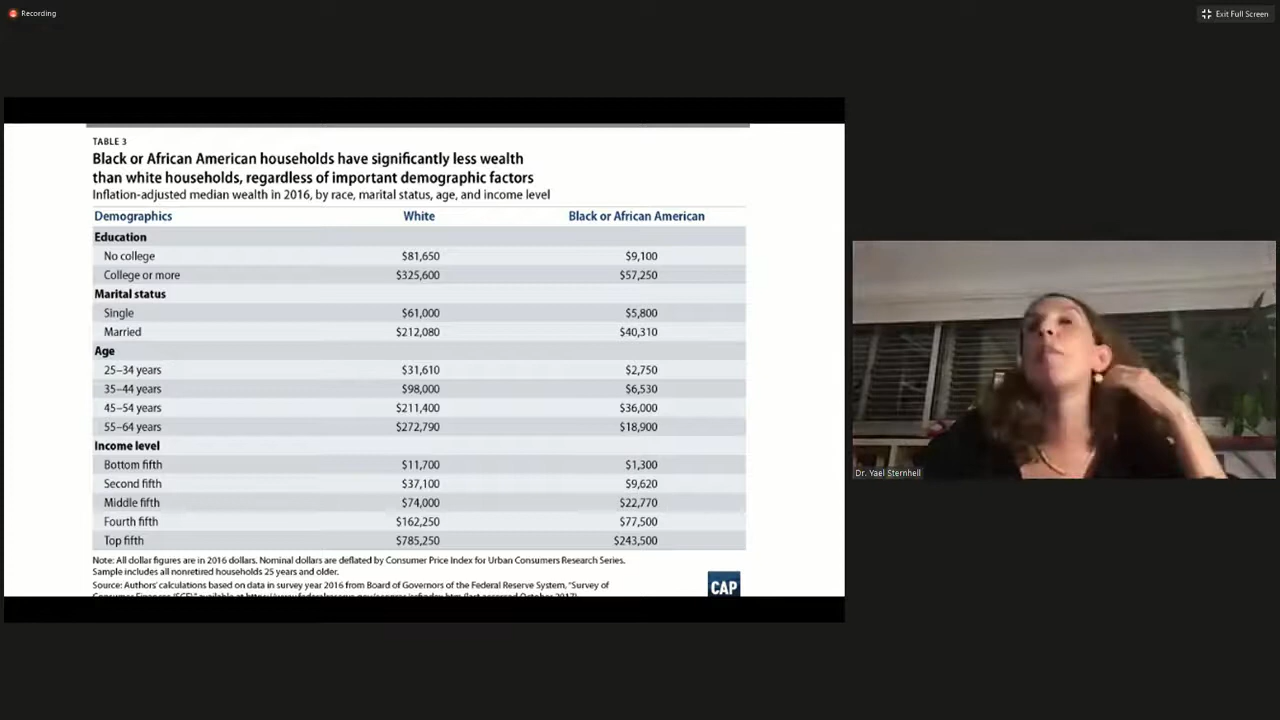 Recording
Exit Full Screen
TABLE 3
Black or African American households have significantly less wealth
than white households, regardless of important demographic factors
Inflation-adjusted median wealth in 2016, by race, marital status, age, and income level
Demographics White Black or African American
Education
No college $81,650 $9,100
College or more $325,600 $57,250
Marital status
Single $61,000 $5,800
Married $212,080 $40,310
Age
25–34 years $31,610 $2,750
35–44 years $98,000 $6,530
45–54 years $211,400 $36,000
55–64 years $272,790 $18,900
Income level
Bottom fifth $11,700 $1,300
Second fifth $37,100 $9,620
Middle fifth $74,000 $22,770
Fourth fifth $162,250 $77,500
Top fifth $785,250 $243,500
Note: All dollar figures are in 2016 dollars. Nominal dollars are deflated by Consumer Price Index for Urban Consumers Research Series.
Sample includes all nonretired households 25 years and older.
Source: Authors' calculations based on data in survey year 2016 from Board of Governors of the Federal Reserve System, "Survey of
CAP
Dr. Yael Sternhell